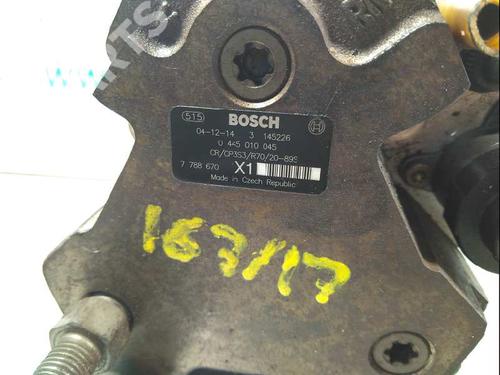 515 BOSCH
04-12-14 3 145226
0 445 010 045
CR/CP3S3/R70/20-89S
7 788 670 X1
Made in Czech Republic
163/17